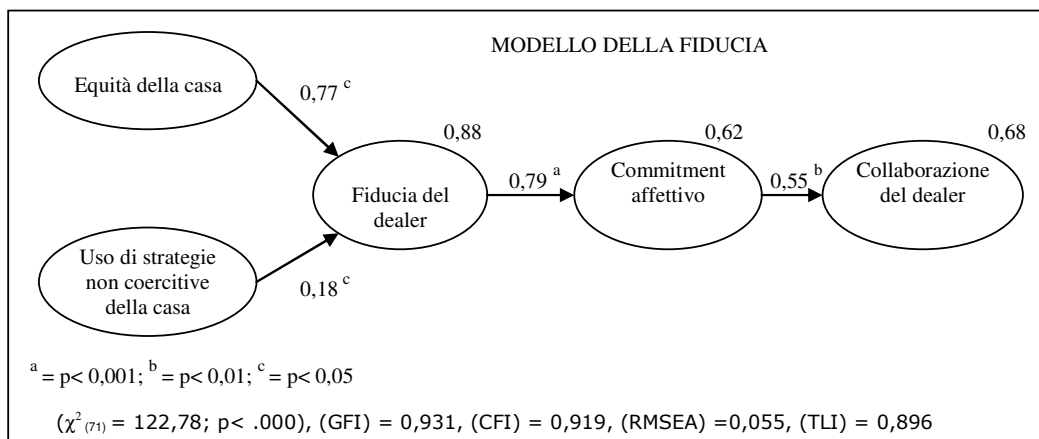 MODELLO DELLA FIDUCIA
Equità della casa
0,77 c
0,88
0,62
0,68
Fiducia del
dealer
0,79 a
Commitment
affettivo
0,55 b
Collaborazione
del dealer
Uso di strategie
non coercitive
della casa
0,18 c
a = p< 0,001; b = p< 0,01; c = p< 0,05
(χ2 (71) = 122,78; p< .000), (GFI) = 0,931, (CFI) = 0,919, (RMSEA) =0,055, (TLI) = 0,896